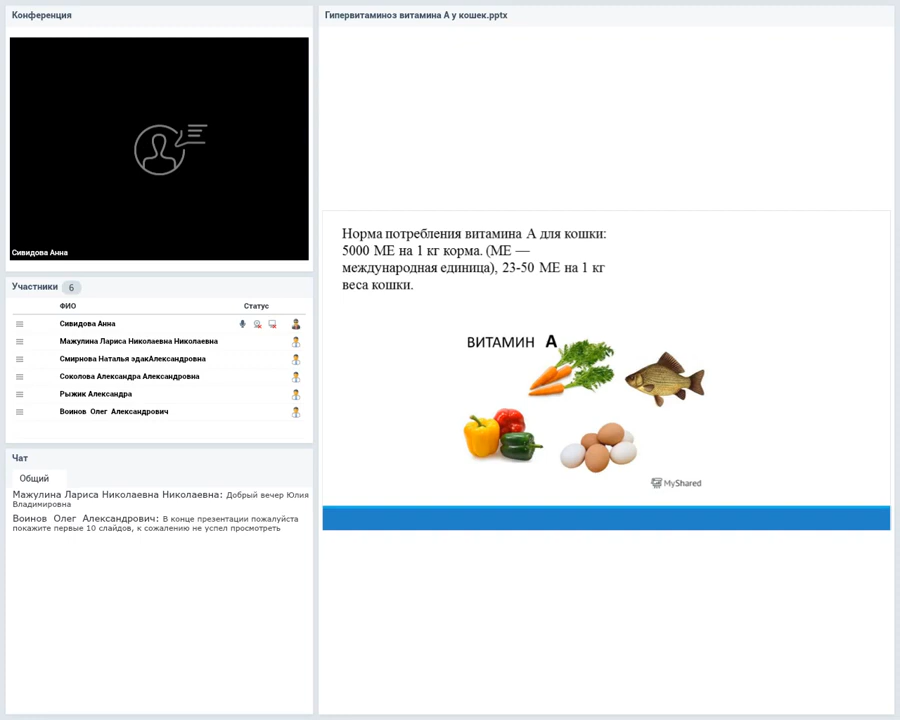 Конференция
Сивидова Анна
Участники 6
ФИО Статус
Сивидова Анна
Мажулина Лариса Николаевна Николаевна
Смирнова Наталья эдакАлександровна
Соколова Александра Александровна
Рыжик Александра
Воинов Олег Александрович
Чат
Общий
Мажулина Лариса Николаевна Николаевна: Добрый вечер Юлия
Владимировна
Воинов Олег Александрович: В конце презентации пожалуйста
покажите первые 10 слайдов, к сожалению не успел просмотреть
Гипервитаминоз витамина А у кошек.pptx
Норма потребления витамина А для кошки:
5000 МЕ на 1 кг корма. (МЕ —
международная единица), 23-50 МЕ на 1 кг
веса кошки.
ВИТАМИН А
MyShared